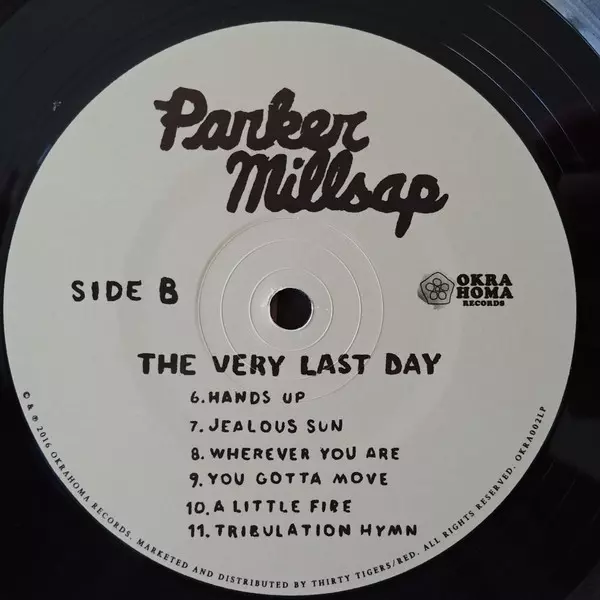 Parker
Millsap
SIDE B
OKRA
HOMA
RECORDS
THE VERY LAST DAY
6. HANDS UP
7. JEALOUS SUN
8. WHEREVER YOU ARE
9. YOU GOTTA MOVE
10. A LITTLE FIRE
11. TRIBULATION HYMN
© & ℗ 2016 OKRAHOMA RECORDS. MARKETED AND DISTRIBUTED BY THIRTY TIGERS/RED. ALL RIGHTS RESERVED. OKRA002LP